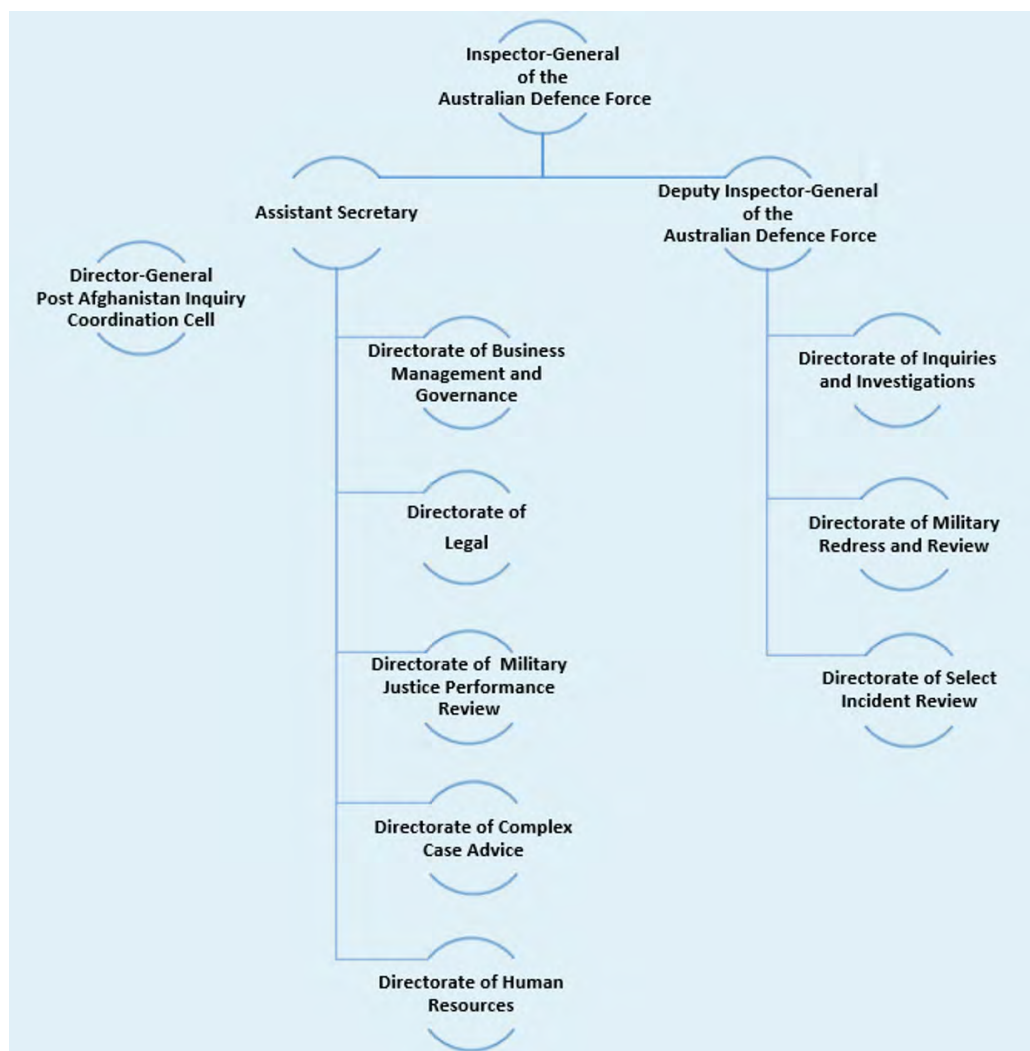 Inspector-General
of the
Australian Defence Force
Assistant Secretary
Deputy Inspector-General
of the
Australian Defence Force
Director-General
Post Afghanistan Inquiry
Coordination Cell
Directorate of Business
Management and
Governance
Directorate of
Legal
Directorate of Military
Justice Performance
Review
Directorate of Complex
Case Advice
Directorate of Human
Resources
Directorate of Inquiries
and Investigations
Directorate of Military
Redress and Review
Directorate of Select
Incident Review